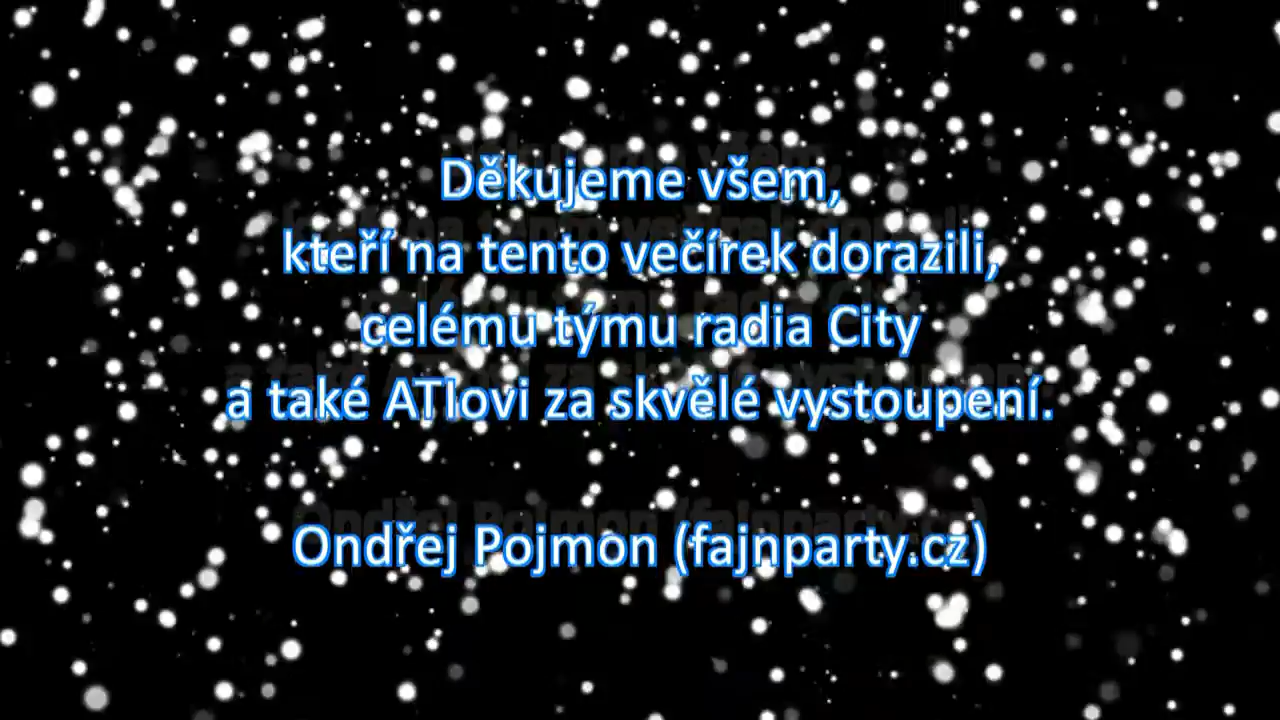 Děkujeme všem,
kteří na tento večírek dorazili,
celému týmu radia City
a také ATIovi za skvělé vystoupení.
Ondřej Pojmon (fajnparty.cz)